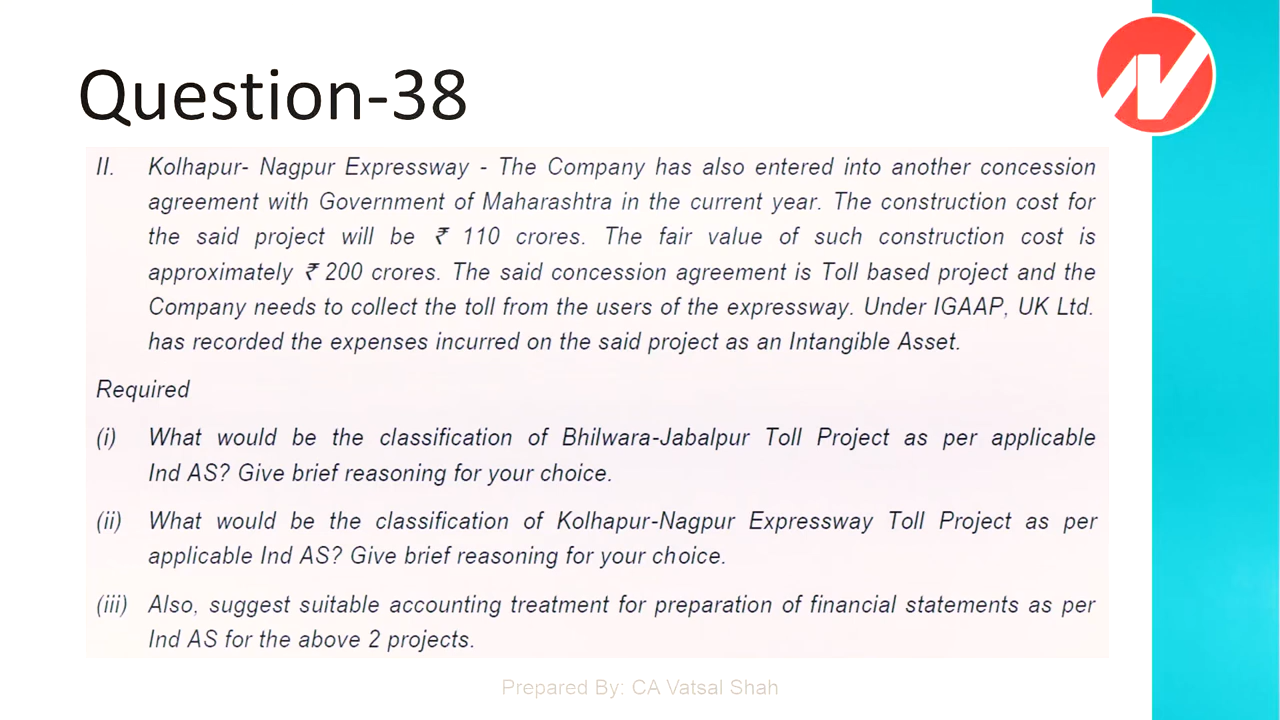 Question-38
II. Kolhapur- Nagpur Expressway - The Company has also entered into another concession
agreement with Government of Maharashtra in the current year. The construction cost for
the said project will be ₹ 110 crores. The fair value of such construction cost is
approximately ₹ 200 crores. The said concession agreement is Toll based project and the
Company needs to collect the toll from the users of the expressway. Under IGAAP, UK Ltd.
has recorded the expenses incurred on the said project as an Intangible Asset.
Required
(i) What would be the classification of Bhilwara-Jabalpur Toll Project as per applicable
Ind AS? Give brief reasoning for your choice.
(ii) What would be the classification of Kolhapur-Nagpur Expressway Toll Project as per
applicable Ind AS? Give brief reasoning for your choice.
(iii) Also, suggest suitable accounting treatment for preparation of financial statements as per
Ind AS for the above 2 projects.
Prepared By: CA Vatsal Shah